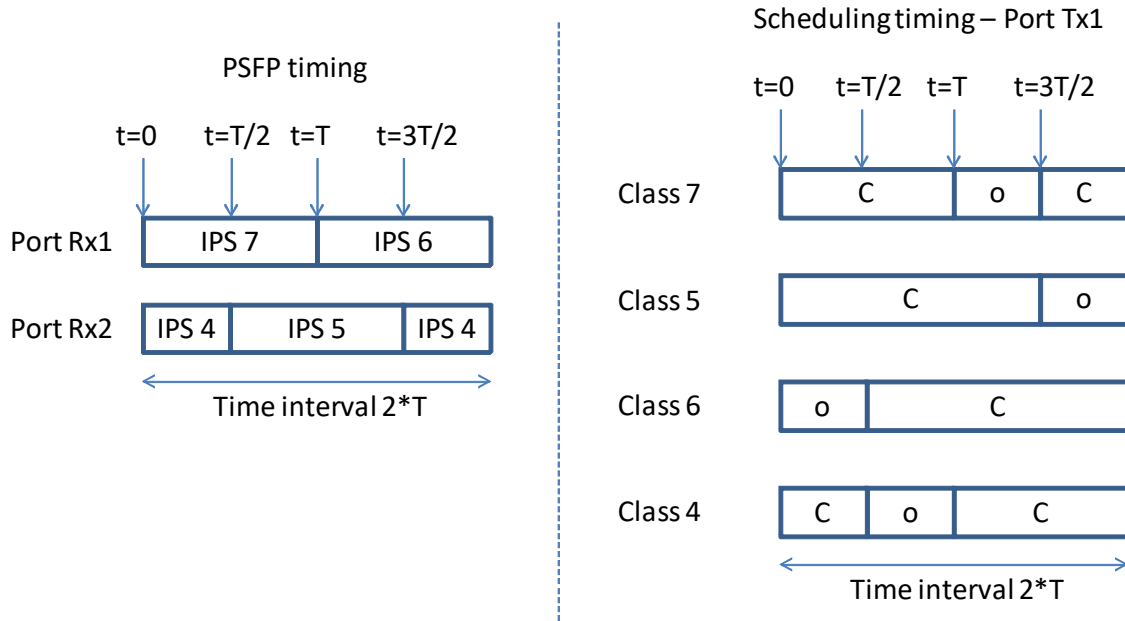 PSFP timing
t=0 t=T/2 t=T t=3T/2
Port Rx1 IPS 7 IPS 6
Port Rx2 IPS 4 IPS 5 IPS 4
Time interval 2*T
Scheduling timing – Port Tx1
t=0 t=T/2 t=T t=3T/2
Class 7 C o C
Class 5 C o
Class 6 o C
Class 4 C o C
Time interval 2*T